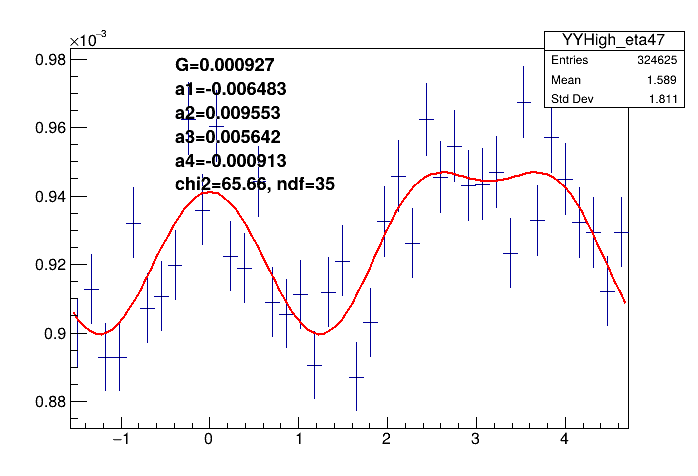 ×10⁻³
YYHigh_eta47
Entries 324625
Mean 1.589
Std Dev 1.811
G=0.000927
a1=-0.006483
a2=0.009553
a3=0.005642
a4=-0.000913
chi2=65.66, ndf=35
0.98
0.96
0.94
0.92
0.9
0.88
−1 0 1 2 3 4